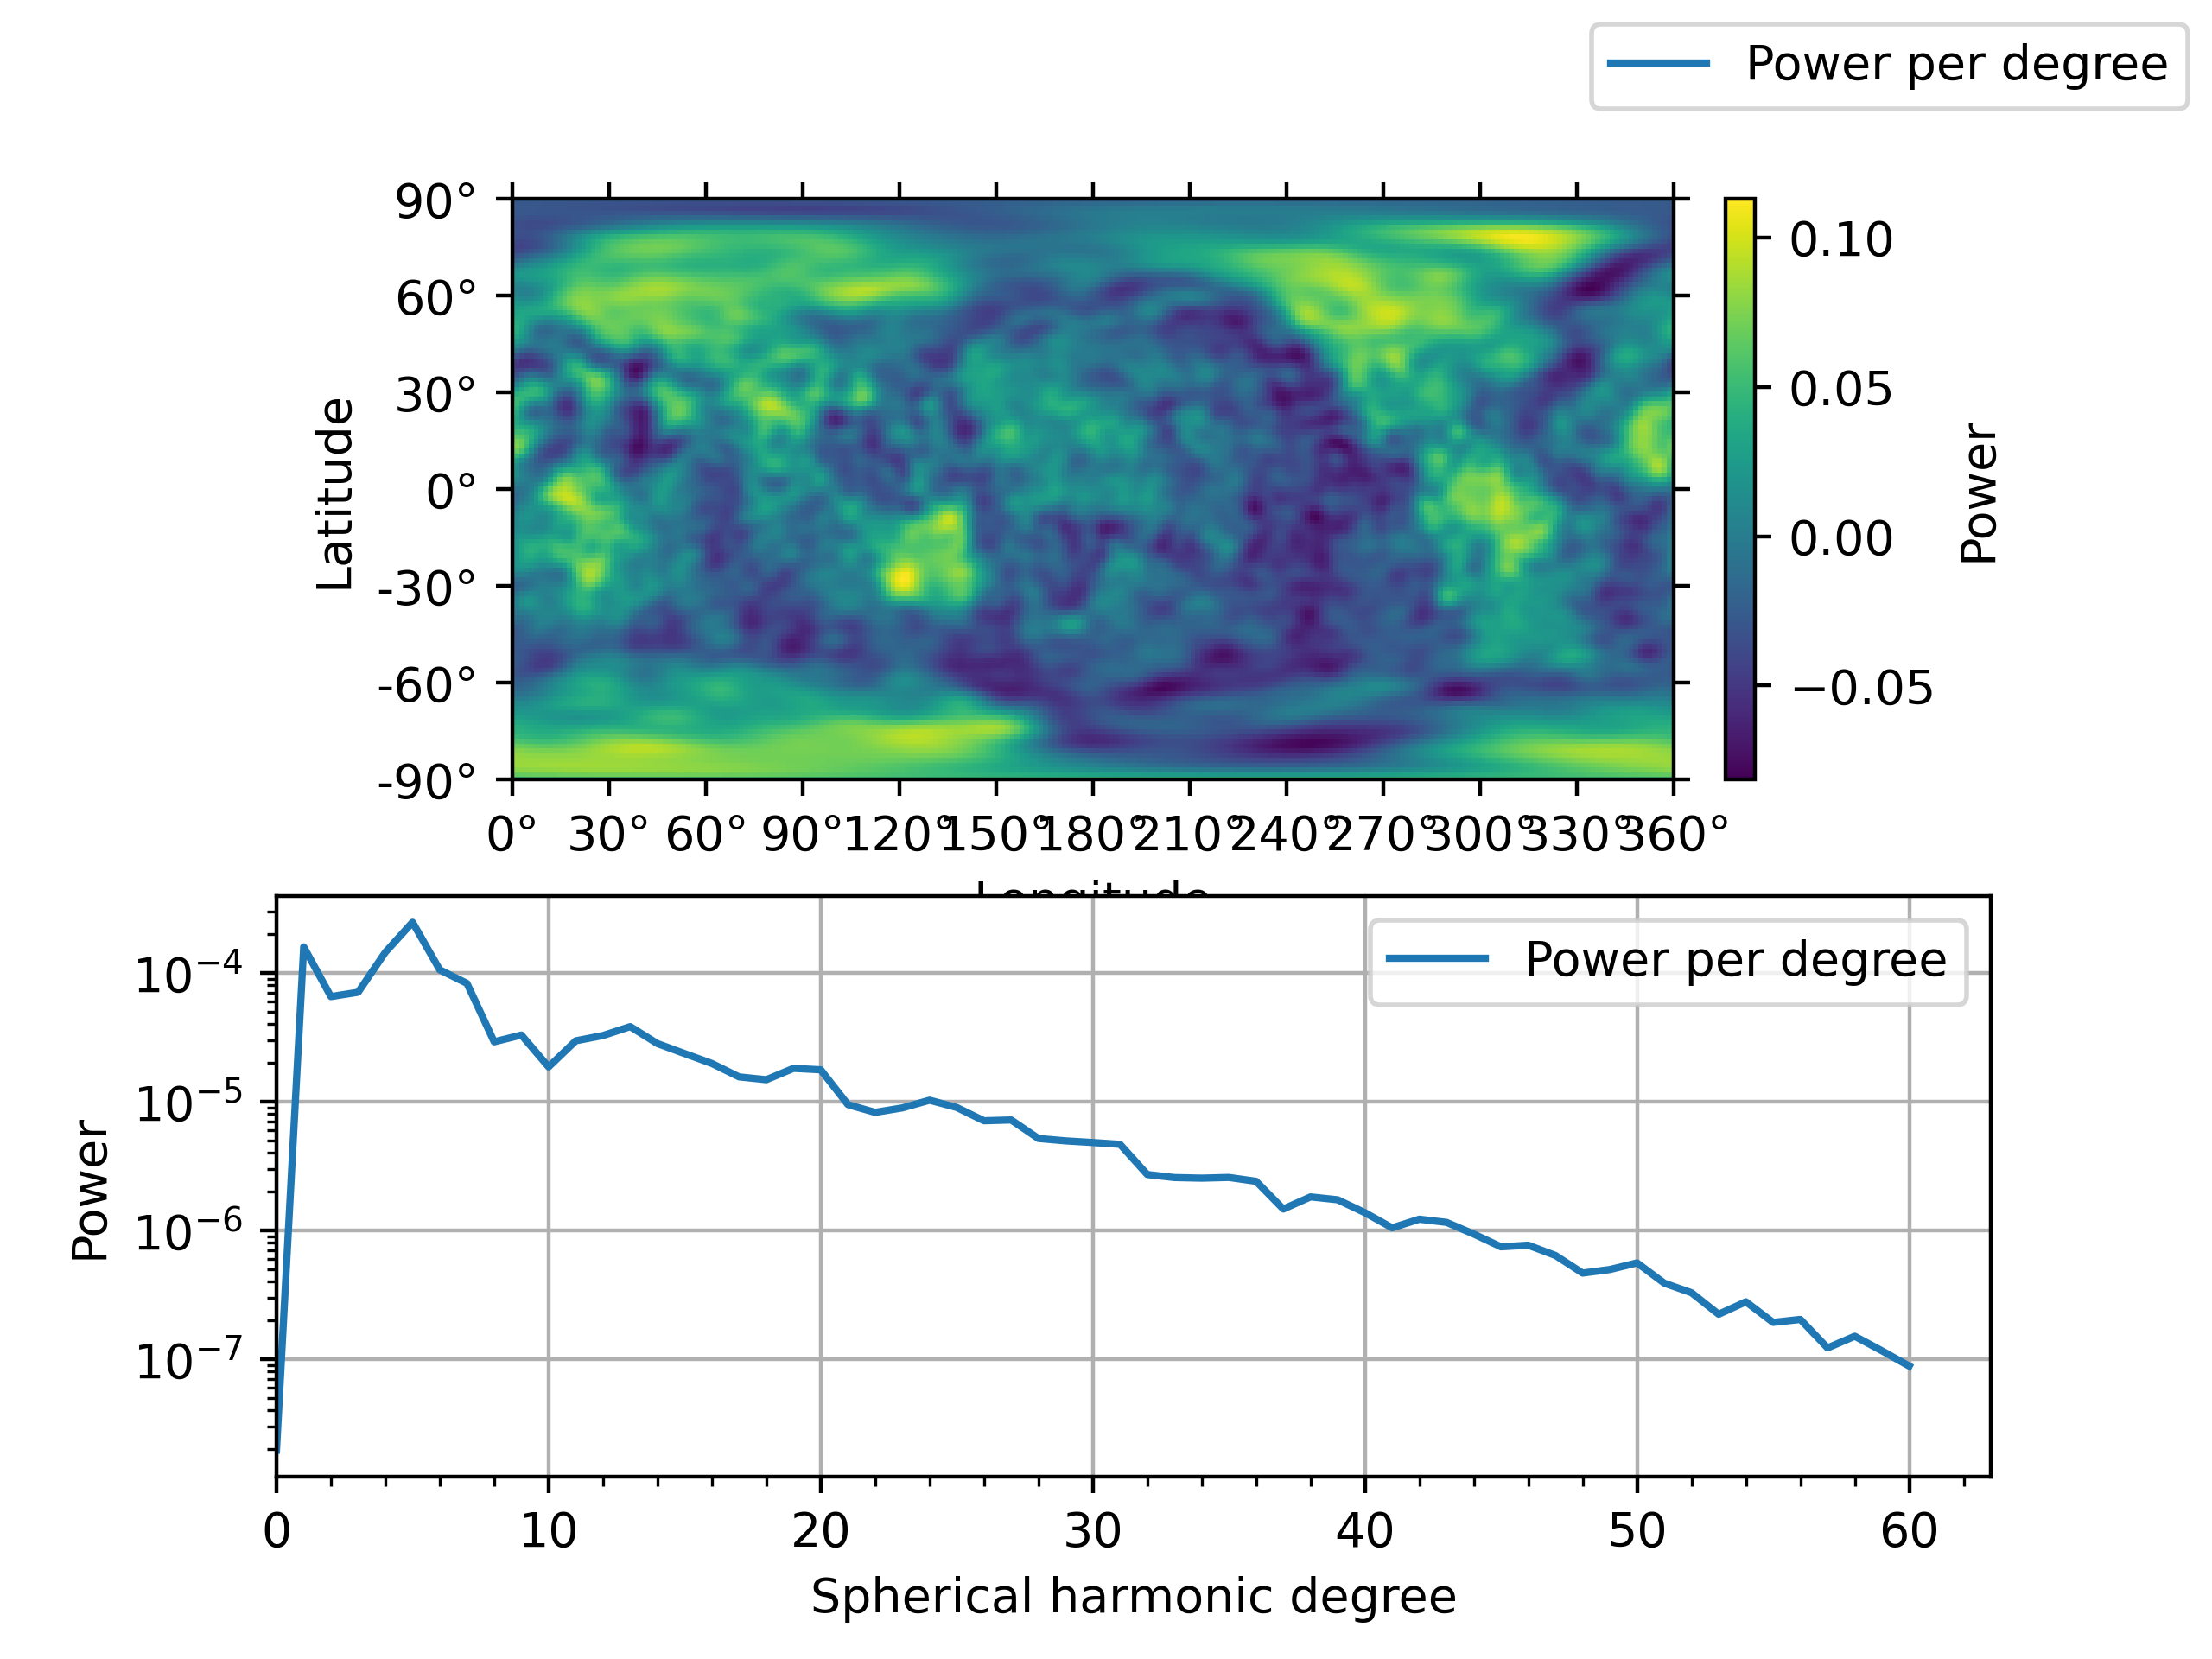 Power per degree
90°
60°
30°
0°
-30°
-60°
-90°
Latitude
0° 30° 60° 90° 120° 150° 180° 210° 240° 270° 300° 330° 360°
Longitude
0.10
0.05
0.00
−0.05
Power
Power per degree
10⁻⁴
10⁻⁵
10⁻⁶
10⁻⁷
Power
0 10 20 30 40 50 60
Spherical harmonic degree